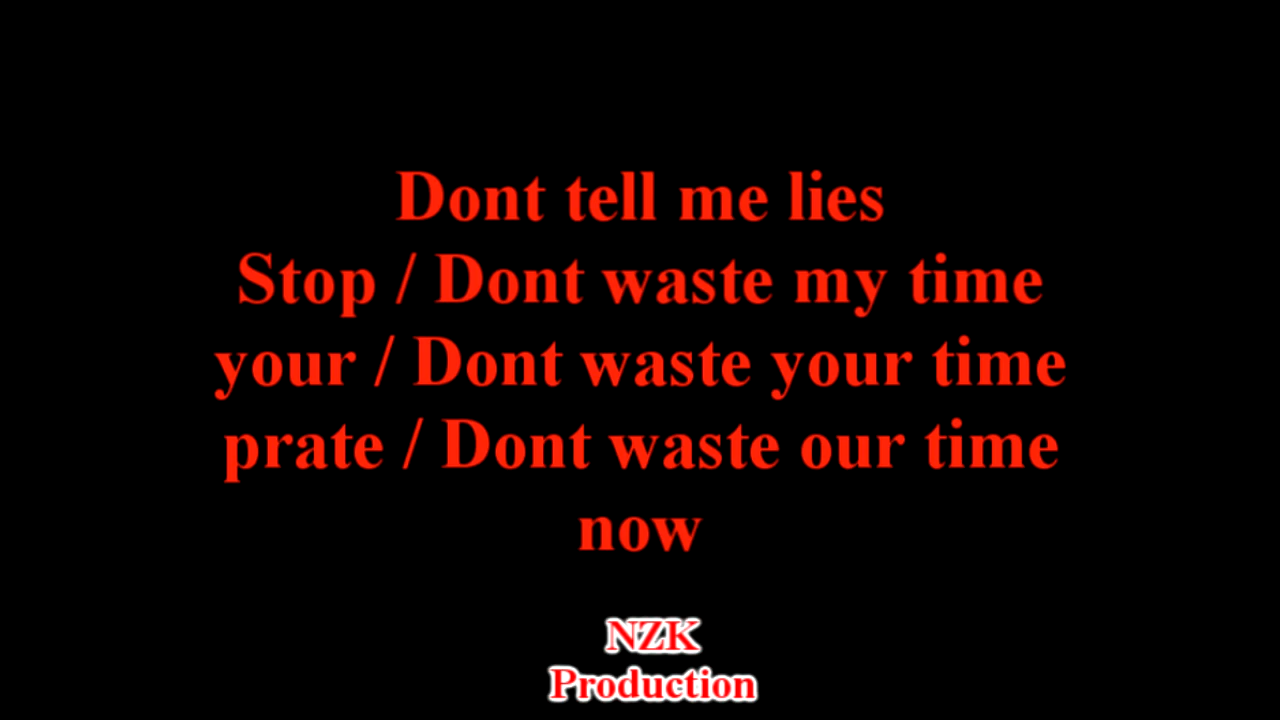 Dont tell me lies
Stop / Dont waste my time
your / Dont waste your time
prate / Dont waste our time
now
NZK
Production